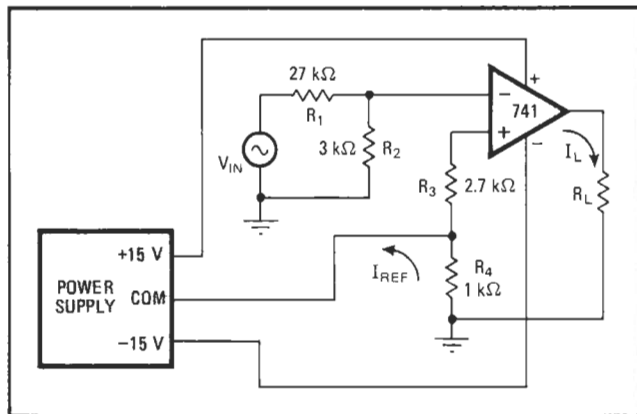 27 kΩ
R1
3 kΩ R2
VIN
−
741
+
+
−
IL
RL
R3 2.7 kΩ
IREF
R4
1 kΩ
+15 V
POWER
SUPPLY
COM
−15 V